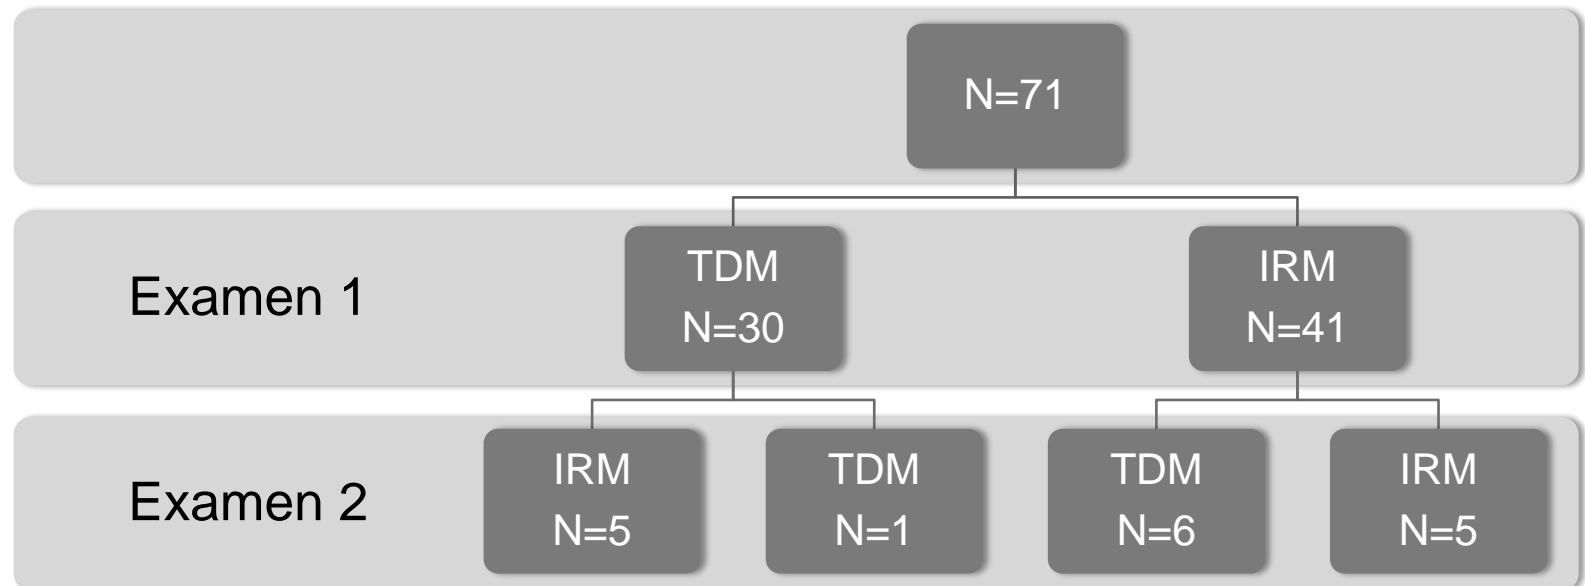 N=71
Examen 1
TDM
N=30
IRM
N=41
Examen 2
IRM
N=5
TDM
N=1
TDM
N=6
IRM
N=5